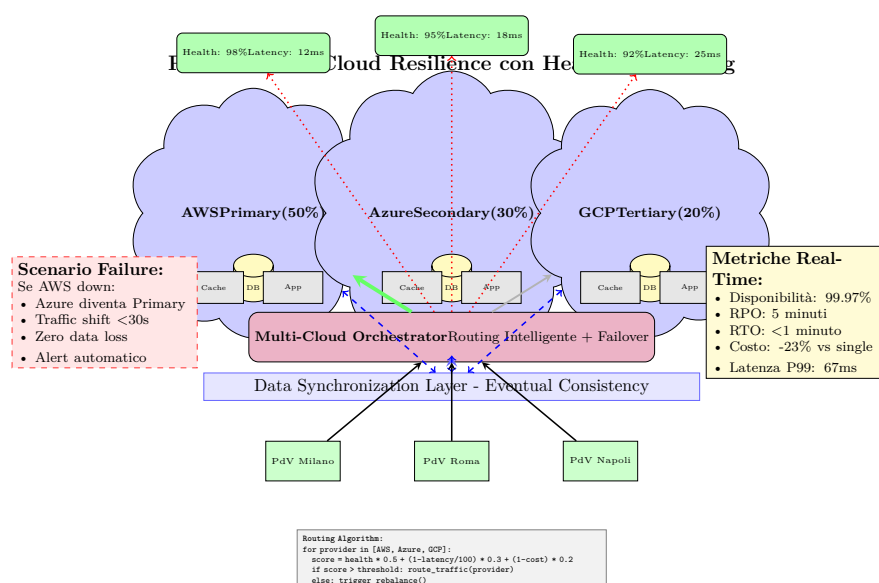 Health: 98%Latency: 12ms
Health: 95%Latency: 18ms
Health: 92%Latency: 25ms
Cloud Resilience con
AWSPrimary(50%)
AzureSecondary(30%)
GCPTertiary(20%)
Cache
DB
App
Cache
DB
App
Cache
DB
App
Scenario Failure:
Se AWS down:
• Azure diventa Primary
• Traffic shift <30s
• Zero data loss
• Alert automatico
Metriche Real-
Time:
• Disponibilità: 99.97%
• RPO: 5 minuti
• RTO: <1 minuto
• Costo: -23% vs single
• Latenza P99: 67ms
Multi-Cloud OrchestratorRouting Intelligente + Failover
Data Synchronization Layer - Eventual Consistency
PdV Milano
PdV Roma
PdV Napoli
Routing Algorithm:
for provider in [AWS, Azure, GCP]:
score = health * 0.5 + (1-latency/100) * 0.3 + (1-cost) * 0.2
if score > threshold: route_traffic(provider)
else: trigger_rebalance()